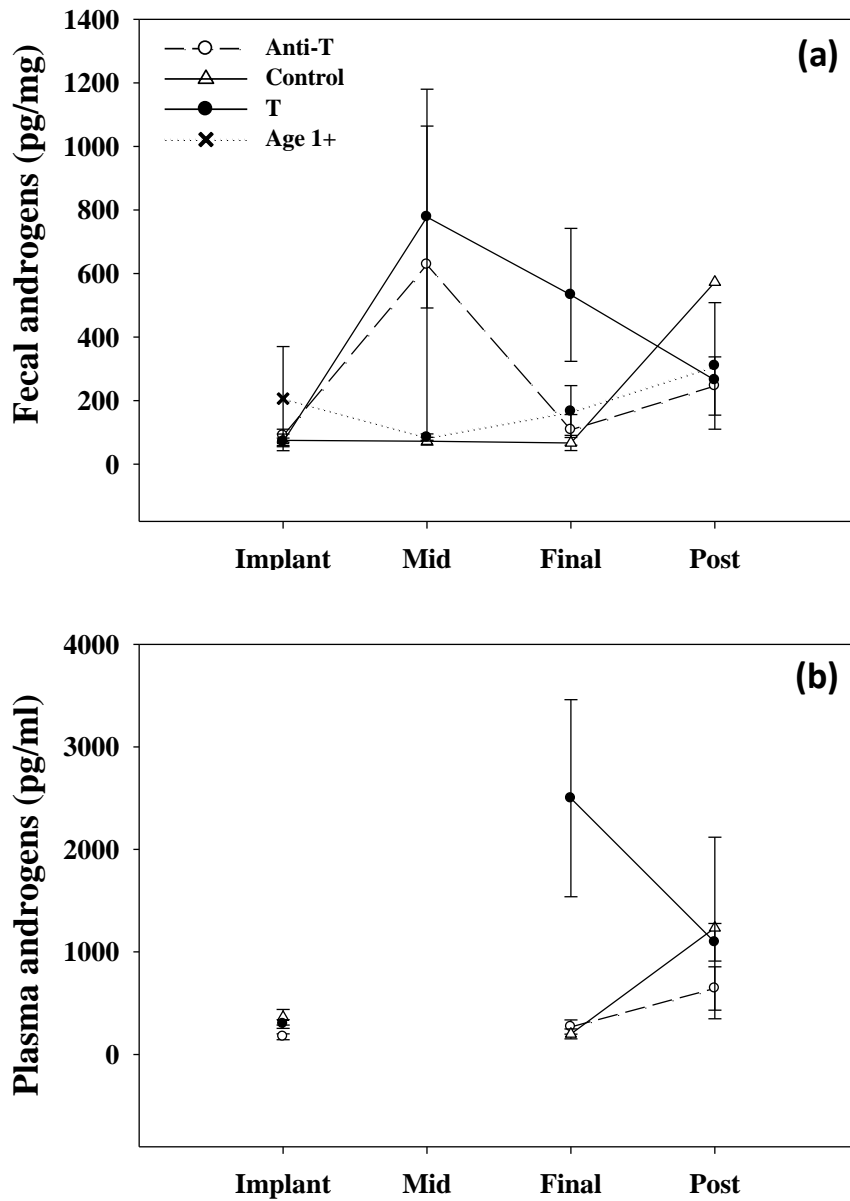 Fecal androgens (pg/mg)
1400
1200
1000
800
600
400
200
0
Anti-T
Control
T
Age 1+
(a)
Implant Mid Final Post
Plasma androgens (pg/ml)
4000
3000
2000
1000
0
(b)
Implant Mid Final Post